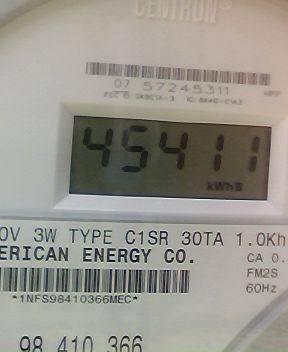 CENTRON
07 57245311
45411
kWh
0V 3W TYPE C1SR 30TA 1.0Kh
ERICAN ENERGY CO. CA 0.
FM2S
*1NFS98410366MEC* 60Hz
98 410 366